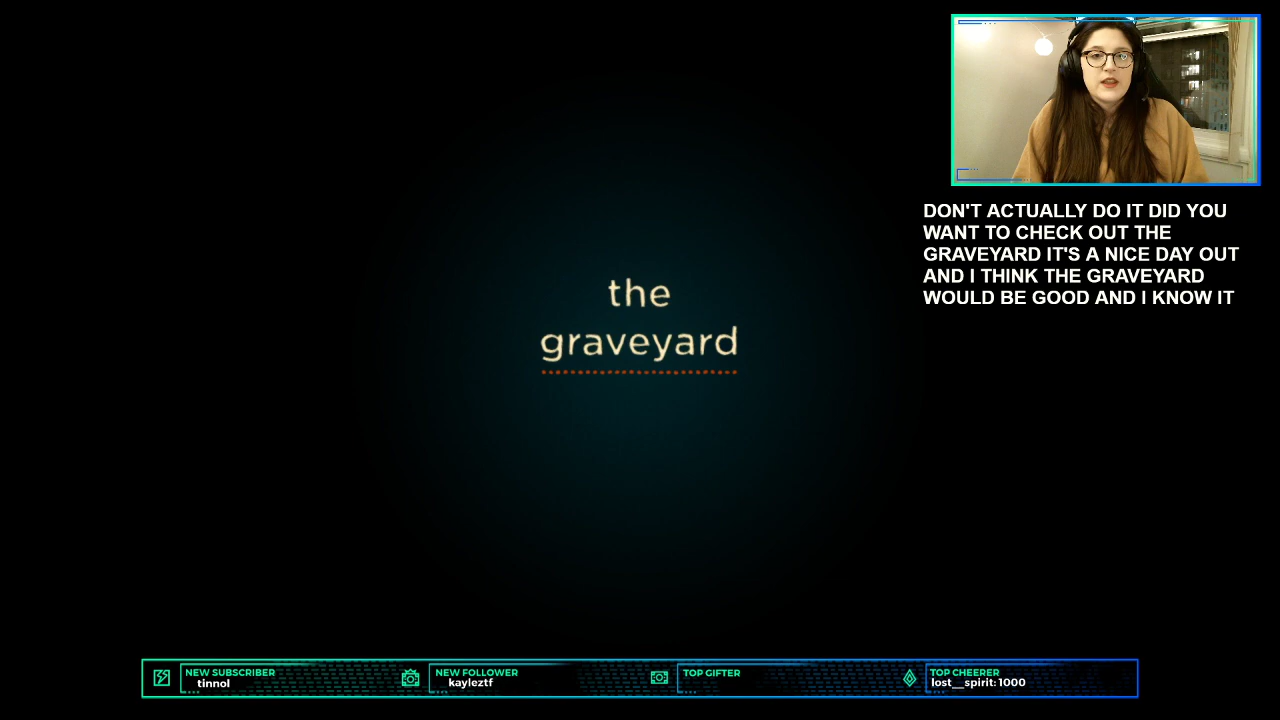 the
graveyard
DON'T ACTUALLY DO IT DID YOU
WANT TO CHECK OUT THE
GRAVEYARD IT'S A NICE DAY OUT
AND I THINK THE GRAVEYARD
WOULD BE GOOD AND I KNOW IT
NEW SUBSCRIBER
tinnol
NEW FOLLOWER
kayleztf
TOP GIFTER
TOP CHEERER
lost__spirit: 1000